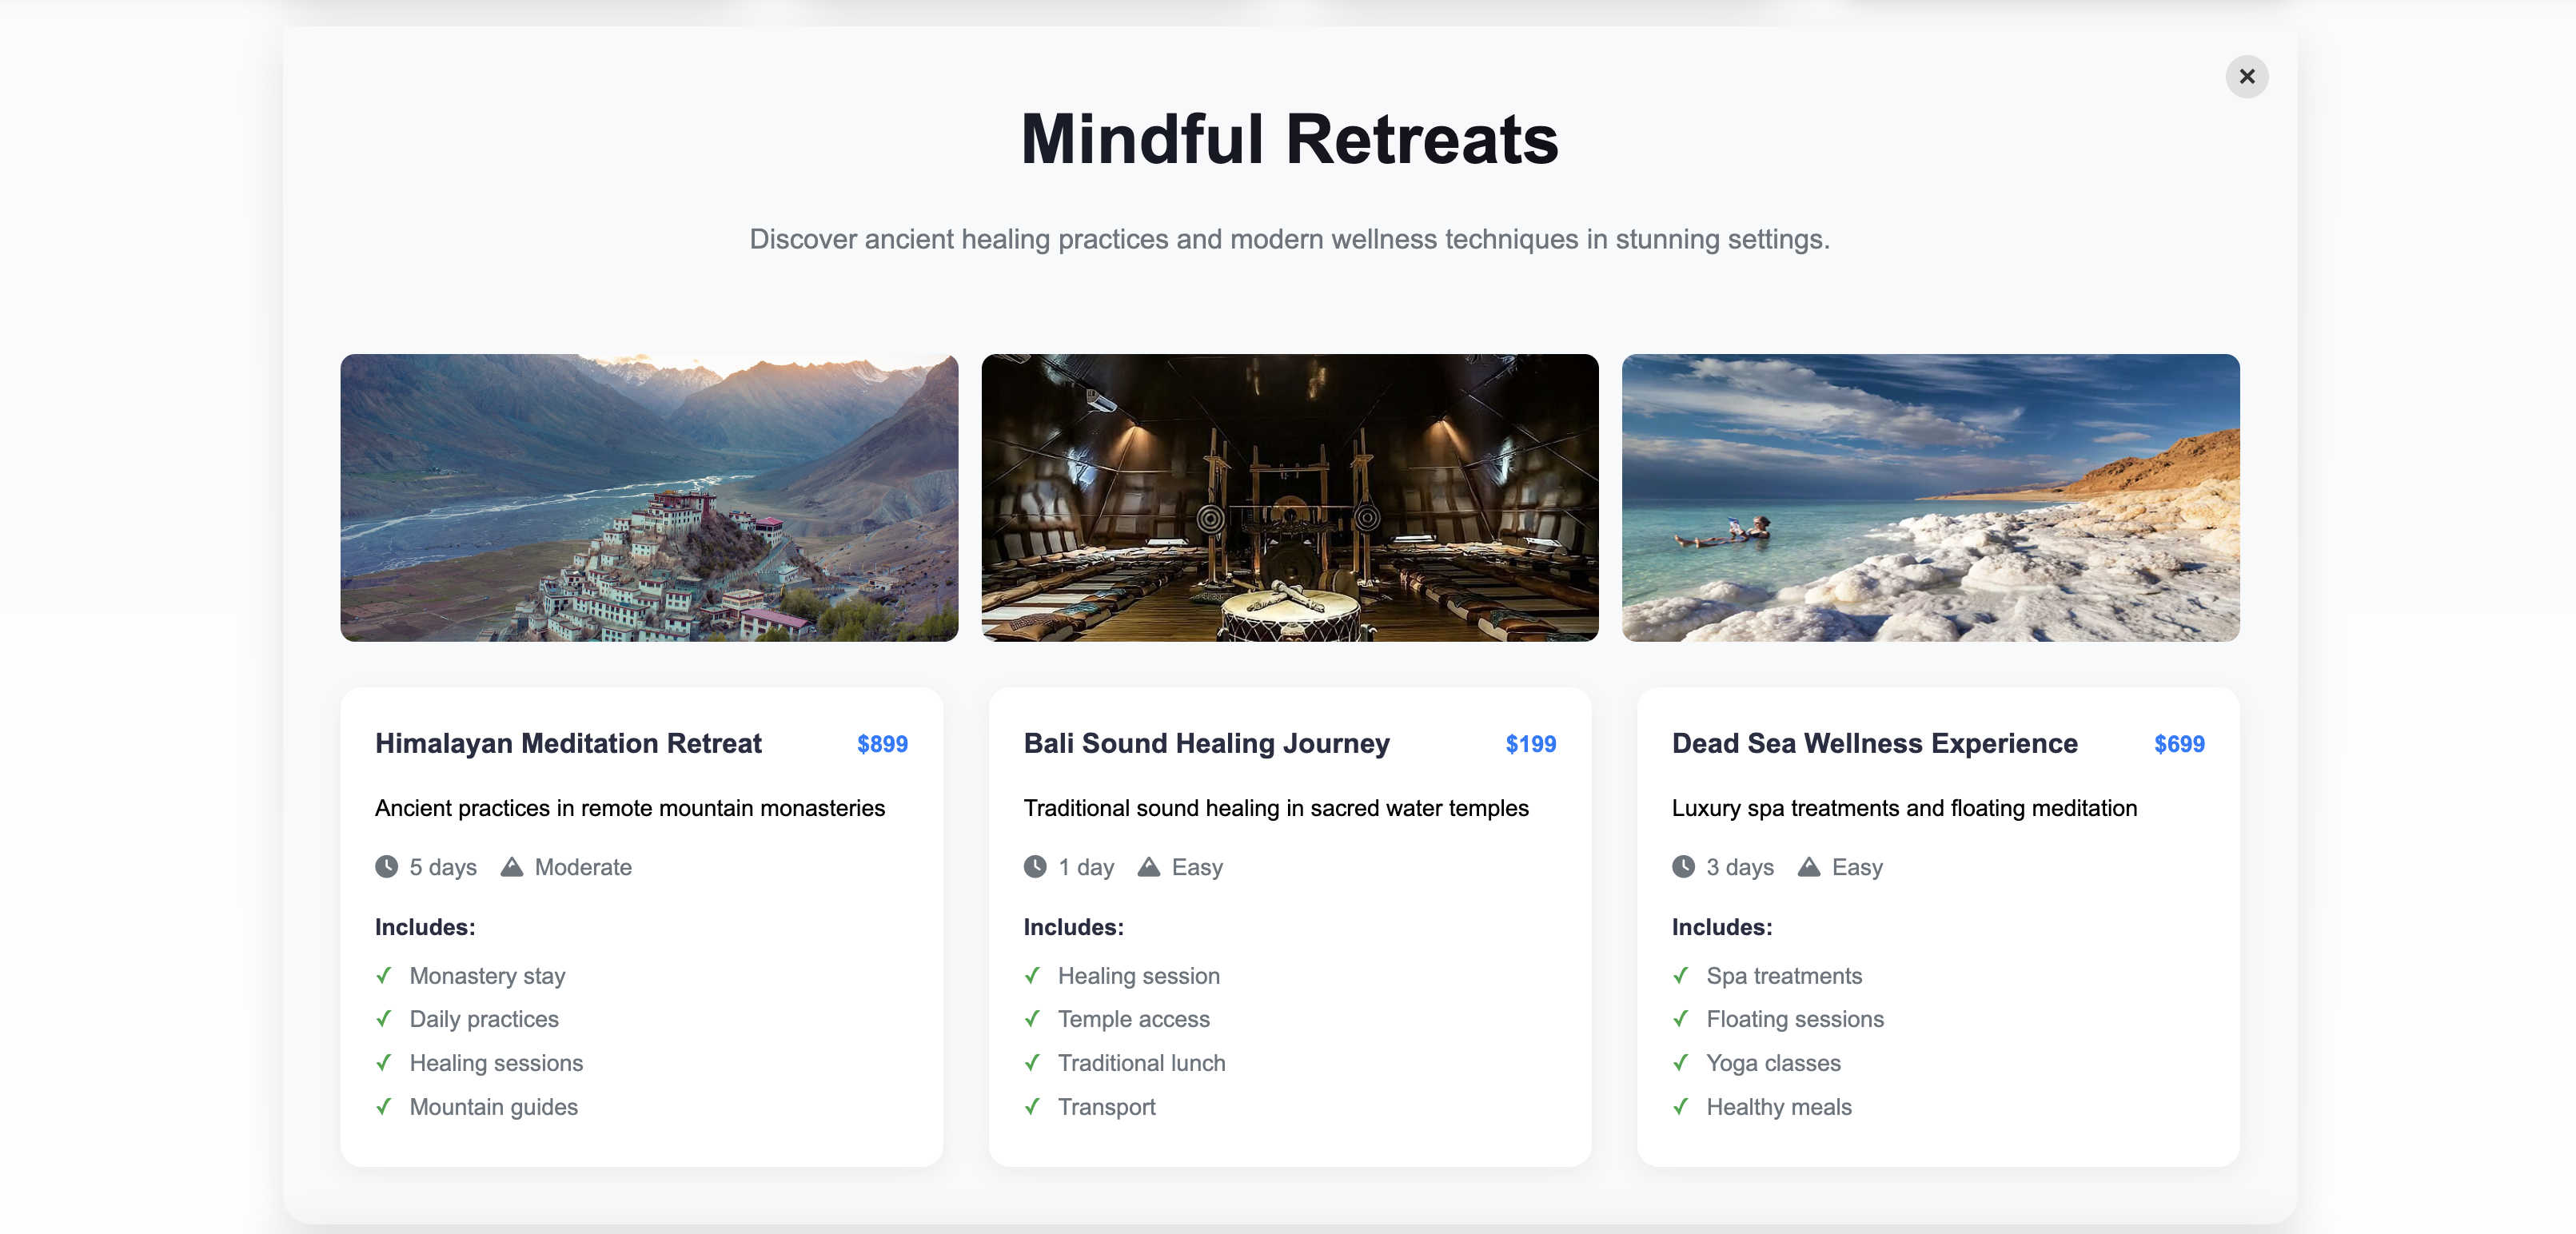 Mindful Retreats
Discover ancient healing practices and modern wellness techniques in stunning settings.
Himalayan Meditation Retreat
$899
Ancient practices in remote mountain monasteries
5 days
Moderate
Includes:
✓ Monastery stay
✓ Daily practices
✓ Healing sessions
✓ Mountain guides
Bali Sound Healing Journey
$199
Traditional sound healing in sacred water temples
1 day
Easy
Includes:
✓ Healing session
✓ Temple access
✓ Traditional lunch
✓ Transport
Dead Sea Wellness Experience
$699
Luxury spa treatments and floating meditation
3 days
Easy
Includes:
✓ Spa treatments
✓ Floating sessions
✓ Yoga classes
✓ Healthy meals